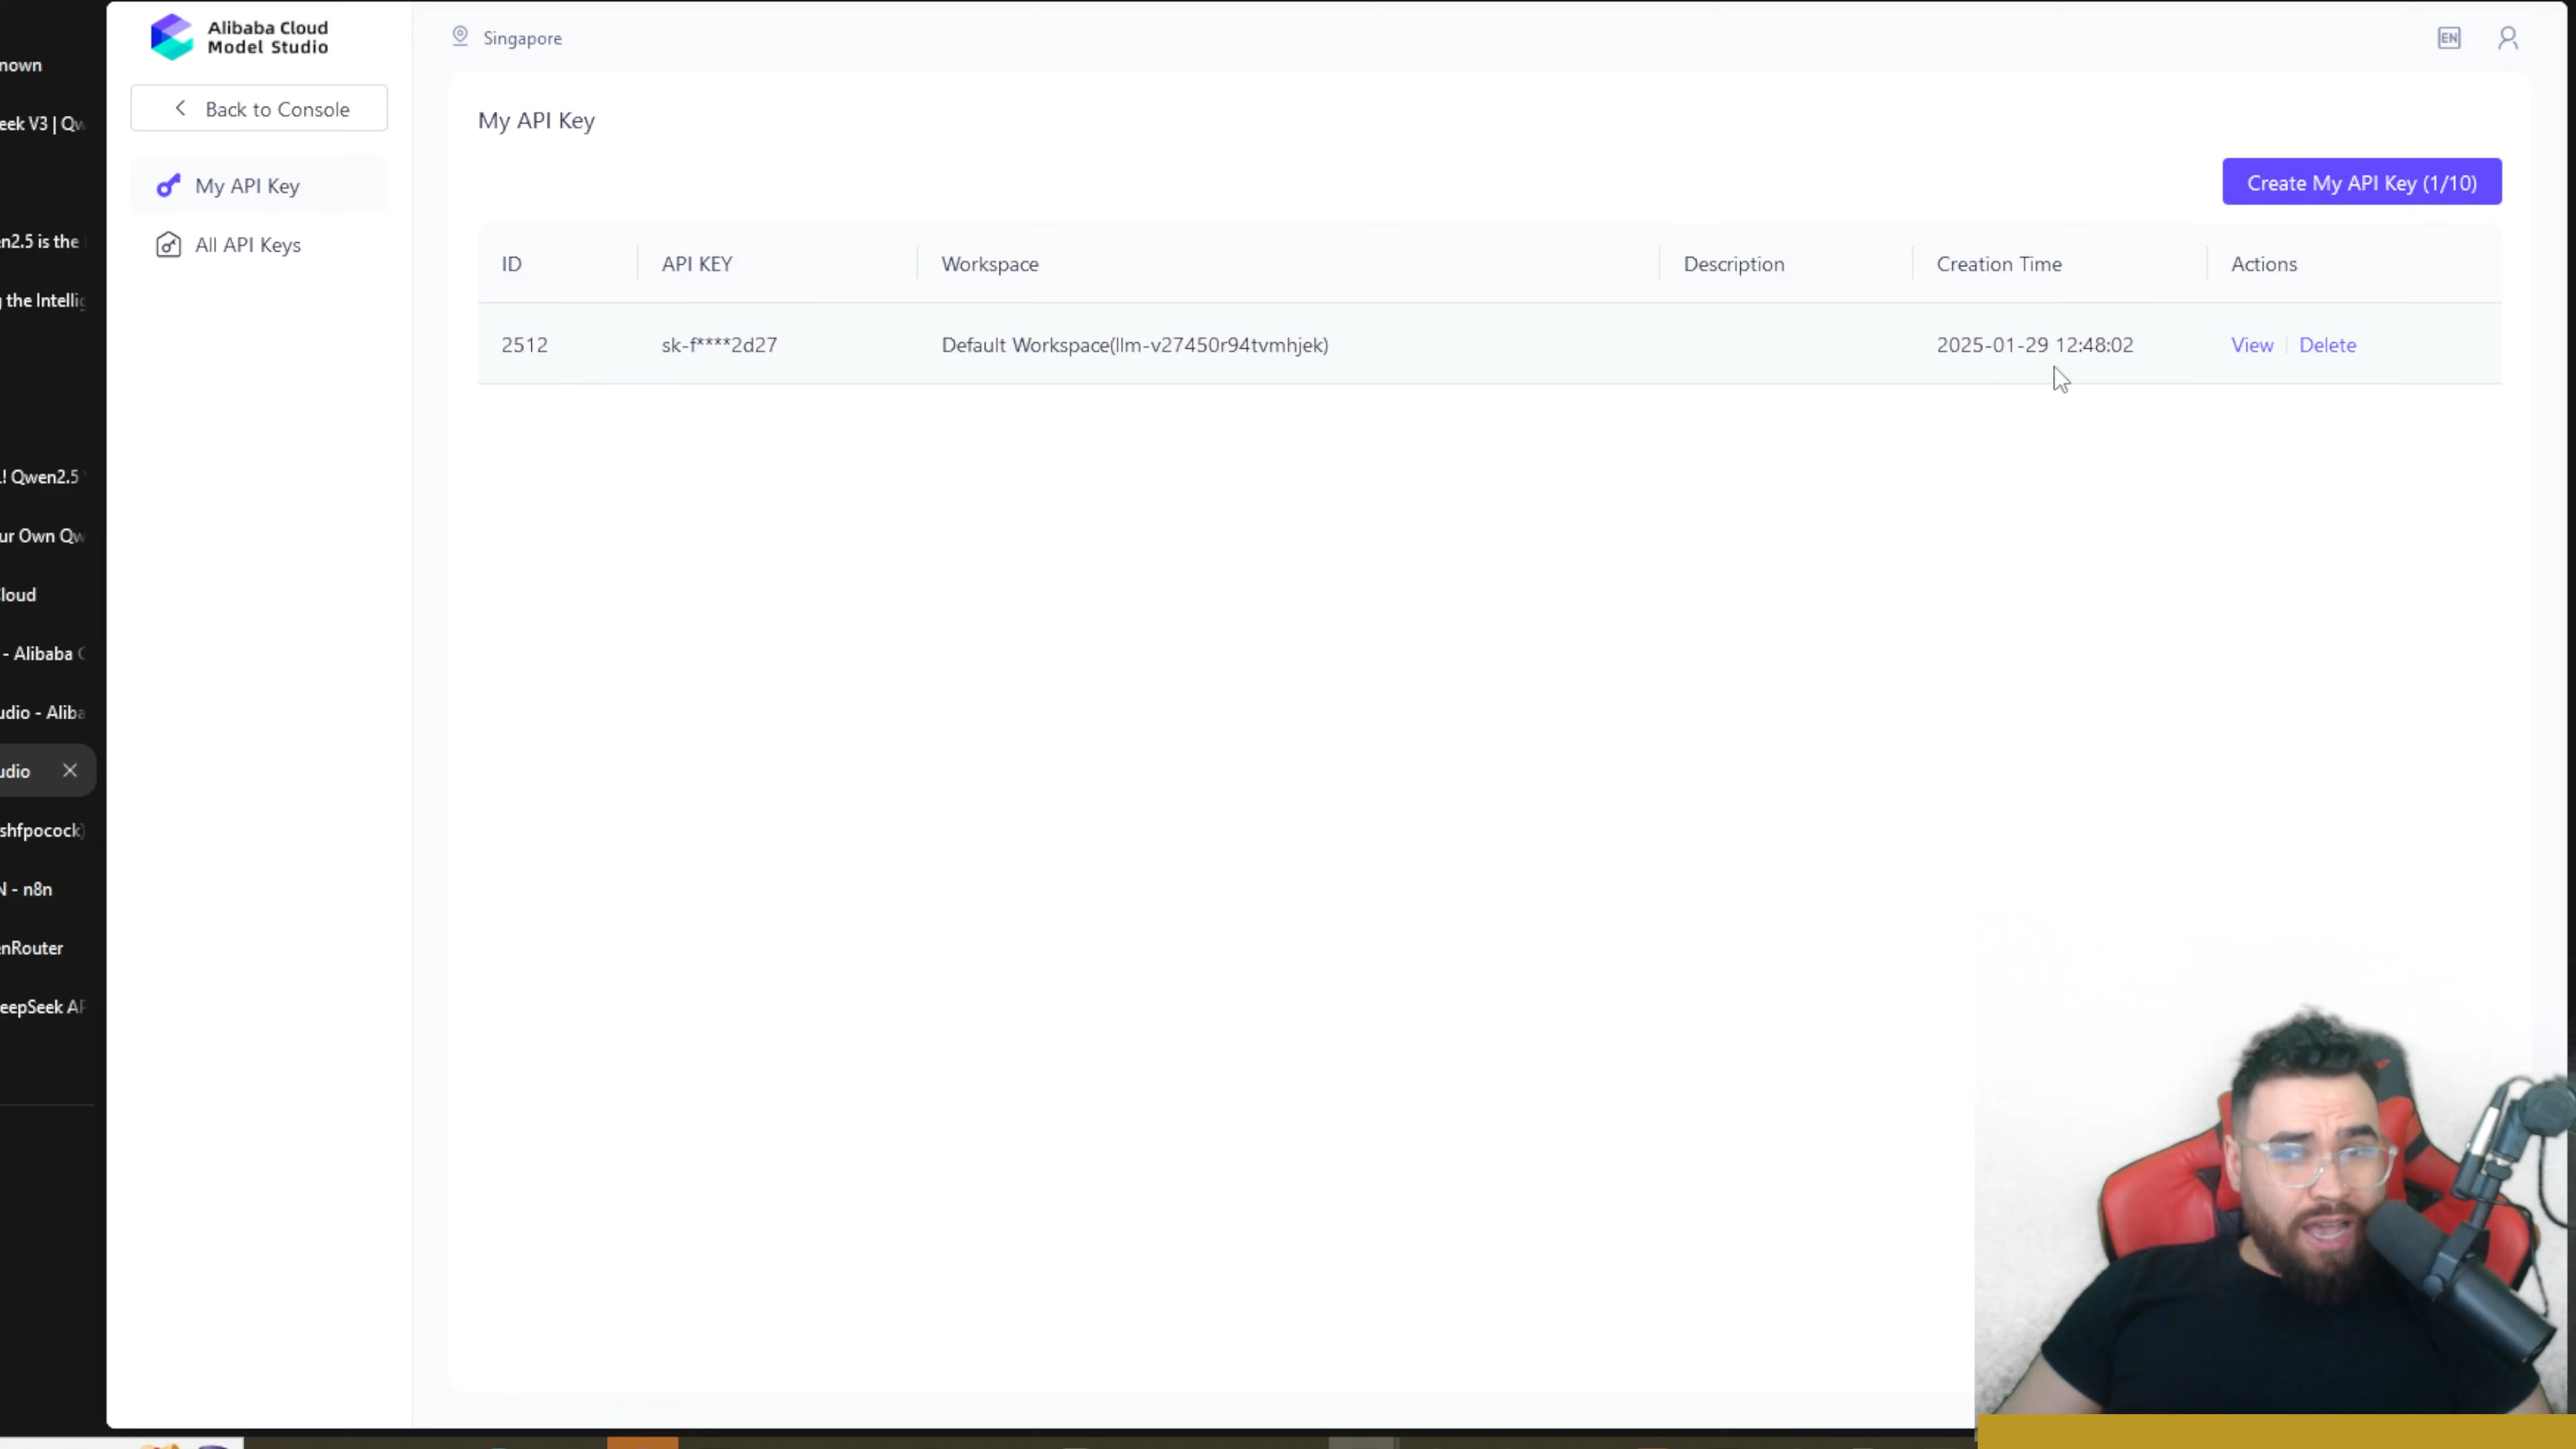 nown
eek V3 | Qw
n2.5 is the
g the Intellig
.! Qwen2.5
ur Own Qw
Cloud
- Alibaba C
udio - Aliba
udio
shfpocock)
N - n8n
enRouter
eepSeek AP
Alibaba Cloud
Model Studio
Back to Console
My API Key
All API Keys
Singapore
EN
My API Key
Create My API Key (1/10)
ID API KEY Workspace Description Creation Time Actions
2512 sk-f****2d27 Default Workspace(llm-v27450r94tvmhjek) 2025-01-29 12:48:02 View Delete